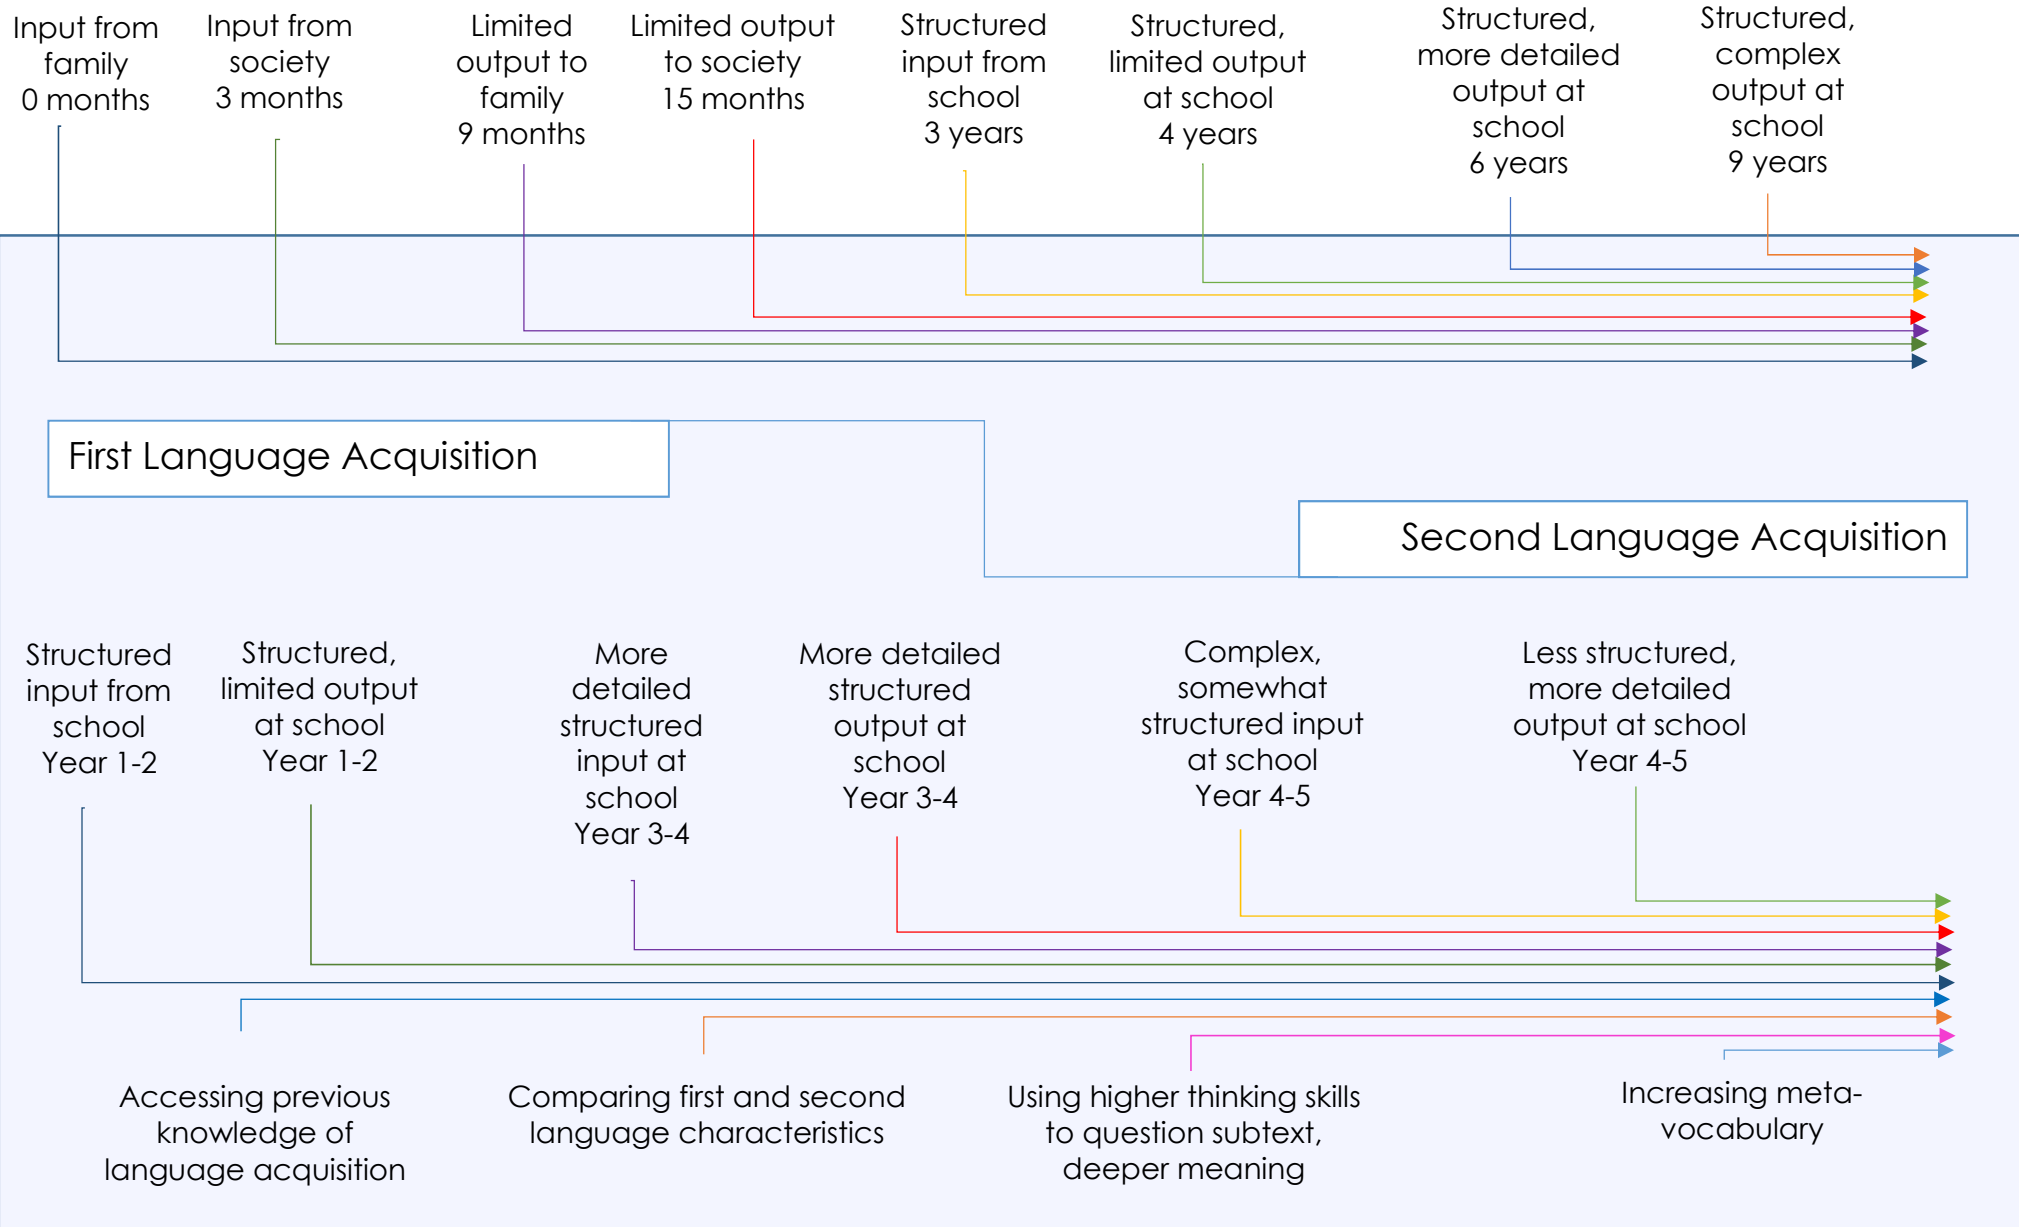 Input from
family
0 months
Input from
society
3 months
Limited
output to
family
9 months
Limited output
to society
15 months
Structured
input from
school
3 years
Structured,
limited output
at school
4 years
Structured,
more detailed
output at
school
6 years
Structured,
complex
output at
school
9 years
First Language Acquisition
Second Language Acquisition
Structured
input from
school
Year 1-2
Structured,
limited output
at school
Year 1-2
More
detailed
structured
input at
school
Year 3-4
More detailed
structured
output at
school
Year 3-4
Complex,
somewhat
structured input
at school
Year 4-5
Less structured,
more detailed
output at school
Year 4-5
Accessing previous
knowledge of
language acquisition
Comparing first and second
language characteristics
Using higher thinking skills
to question subtext,
deeper meaning
Increasing meta-
vocabulary